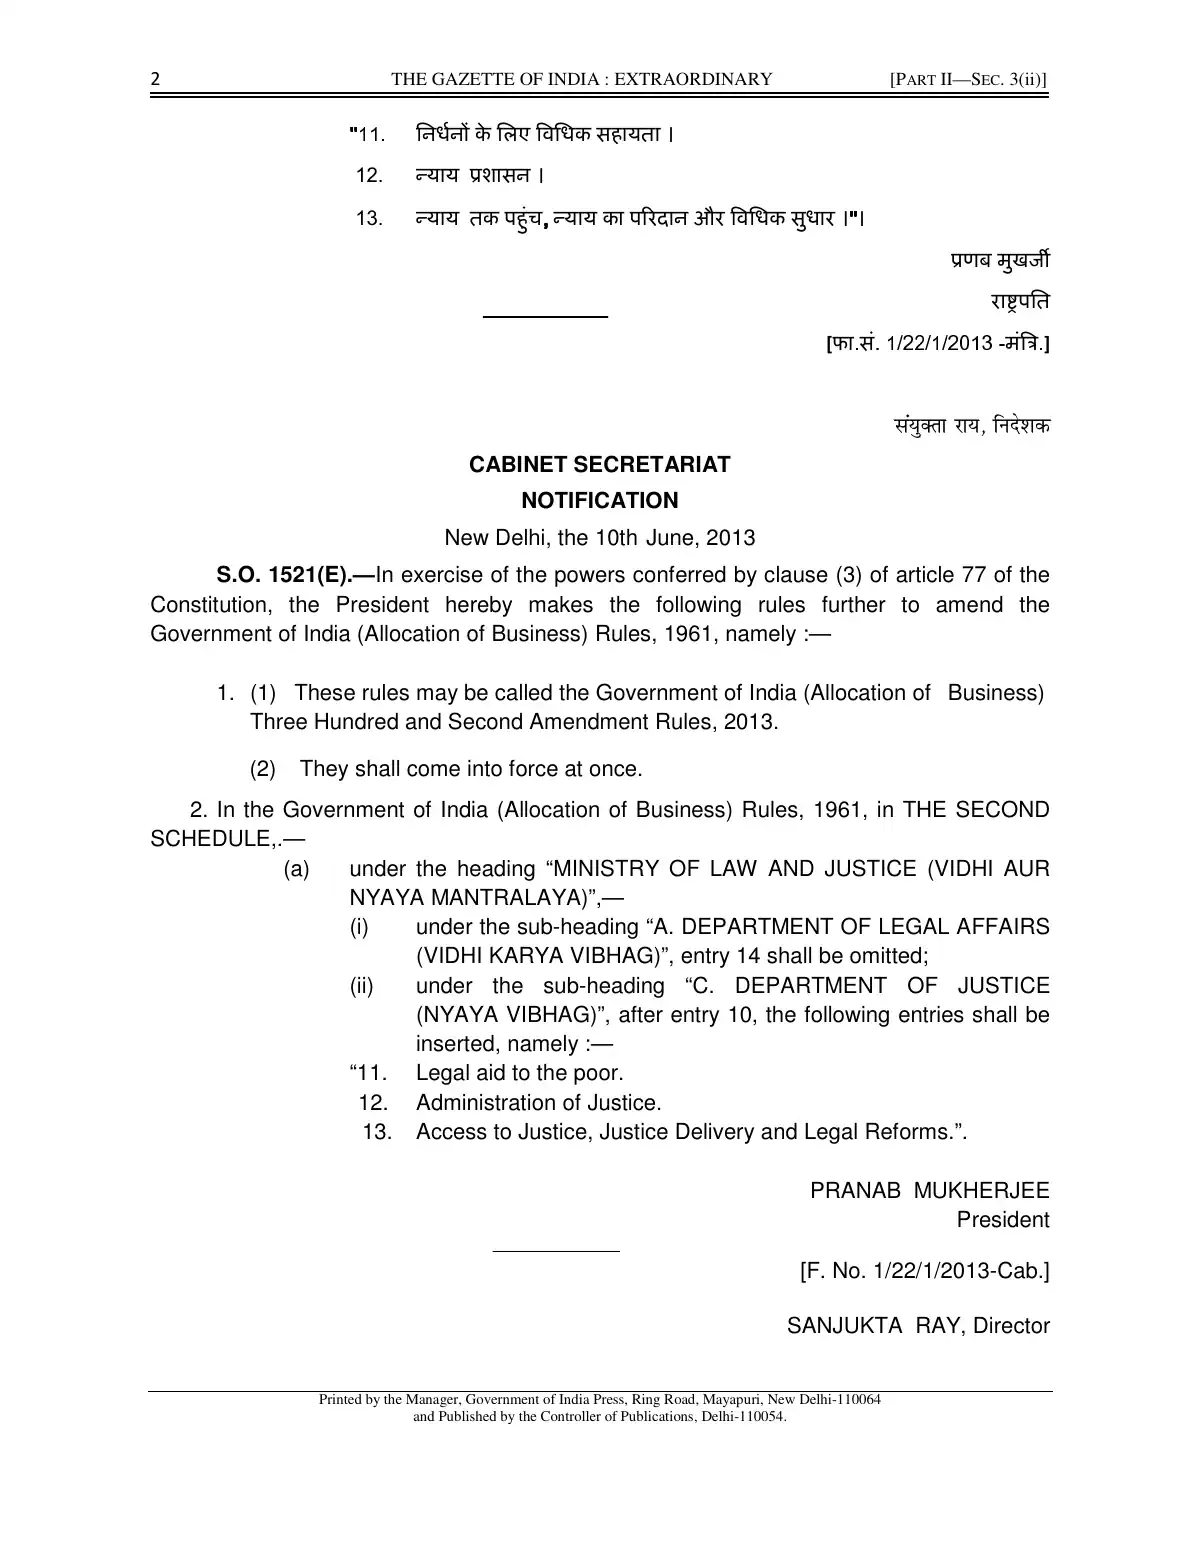 2 THE GAZETTE OF INDIA : EXTRAORDINARY [PART II—SEC. 3(ii)]
"11. निर्धनों के लिए विधिक सहायता ।
12. न्याय प्रशासन ।
13. न्याय तक पहुंच, न्याय का परिदान और विधिक सुधार ।"।
प्रणब मुखर्जी
राष्ट्रपति
[फा.सं. 1/22/1/2013 -मंत्रि.]
संयुक्ता राय, निदेशक
CABINET SECRETARIAT
NOTIFICATION
New Delhi, the 10th June, 2013
S.O. 1521(E).—In exercise of the powers conferred by clause (3) of article 77 of the
Constitution, the President hereby makes the following rules further to amend the
Government of India (Allocation of Business) Rules, 1961, namely :—
1. (1) These rules may be called the Government of India (Allocation of Business)
Three Hundred and Second Amendment Rules, 2013.
(2) They shall come into force at once.
2. In the Government of India (Allocation of Business) Rules, 1961, in THE SECOND
SCHEDULE,.—
(a) under the heading “MINISTRY OF LAW AND JUSTICE (VIDHI AUR
NYAYA MANTRALAYA)”,—
(i) under the sub-heading “A. DEPARTMENT OF LEGAL AFFAIRS
(VIDHI KARYA VIBHAG)”, entry 14 shall be omitted;
(ii) under the sub-heading “C. DEPARTMENT OF JUSTICE
(NYAYA VIBHAG)”, after entry 10, the following entries shall be
inserted, namely :—
“11. Legal aid to the poor.
12. Administration of Justice.
13. Access to Justice, Justice Delivery and Legal Reforms.”.
PRANAB MUKHERJEE
President
[F. No. 1/22/1/2013-Cab.]
SANJUKTA RAY, Director
Printed by the Manager, Government of India Press, Ring Road, Mayapuri, New Delhi-110064
and Published by the Controller of Publications, Delhi-110054.